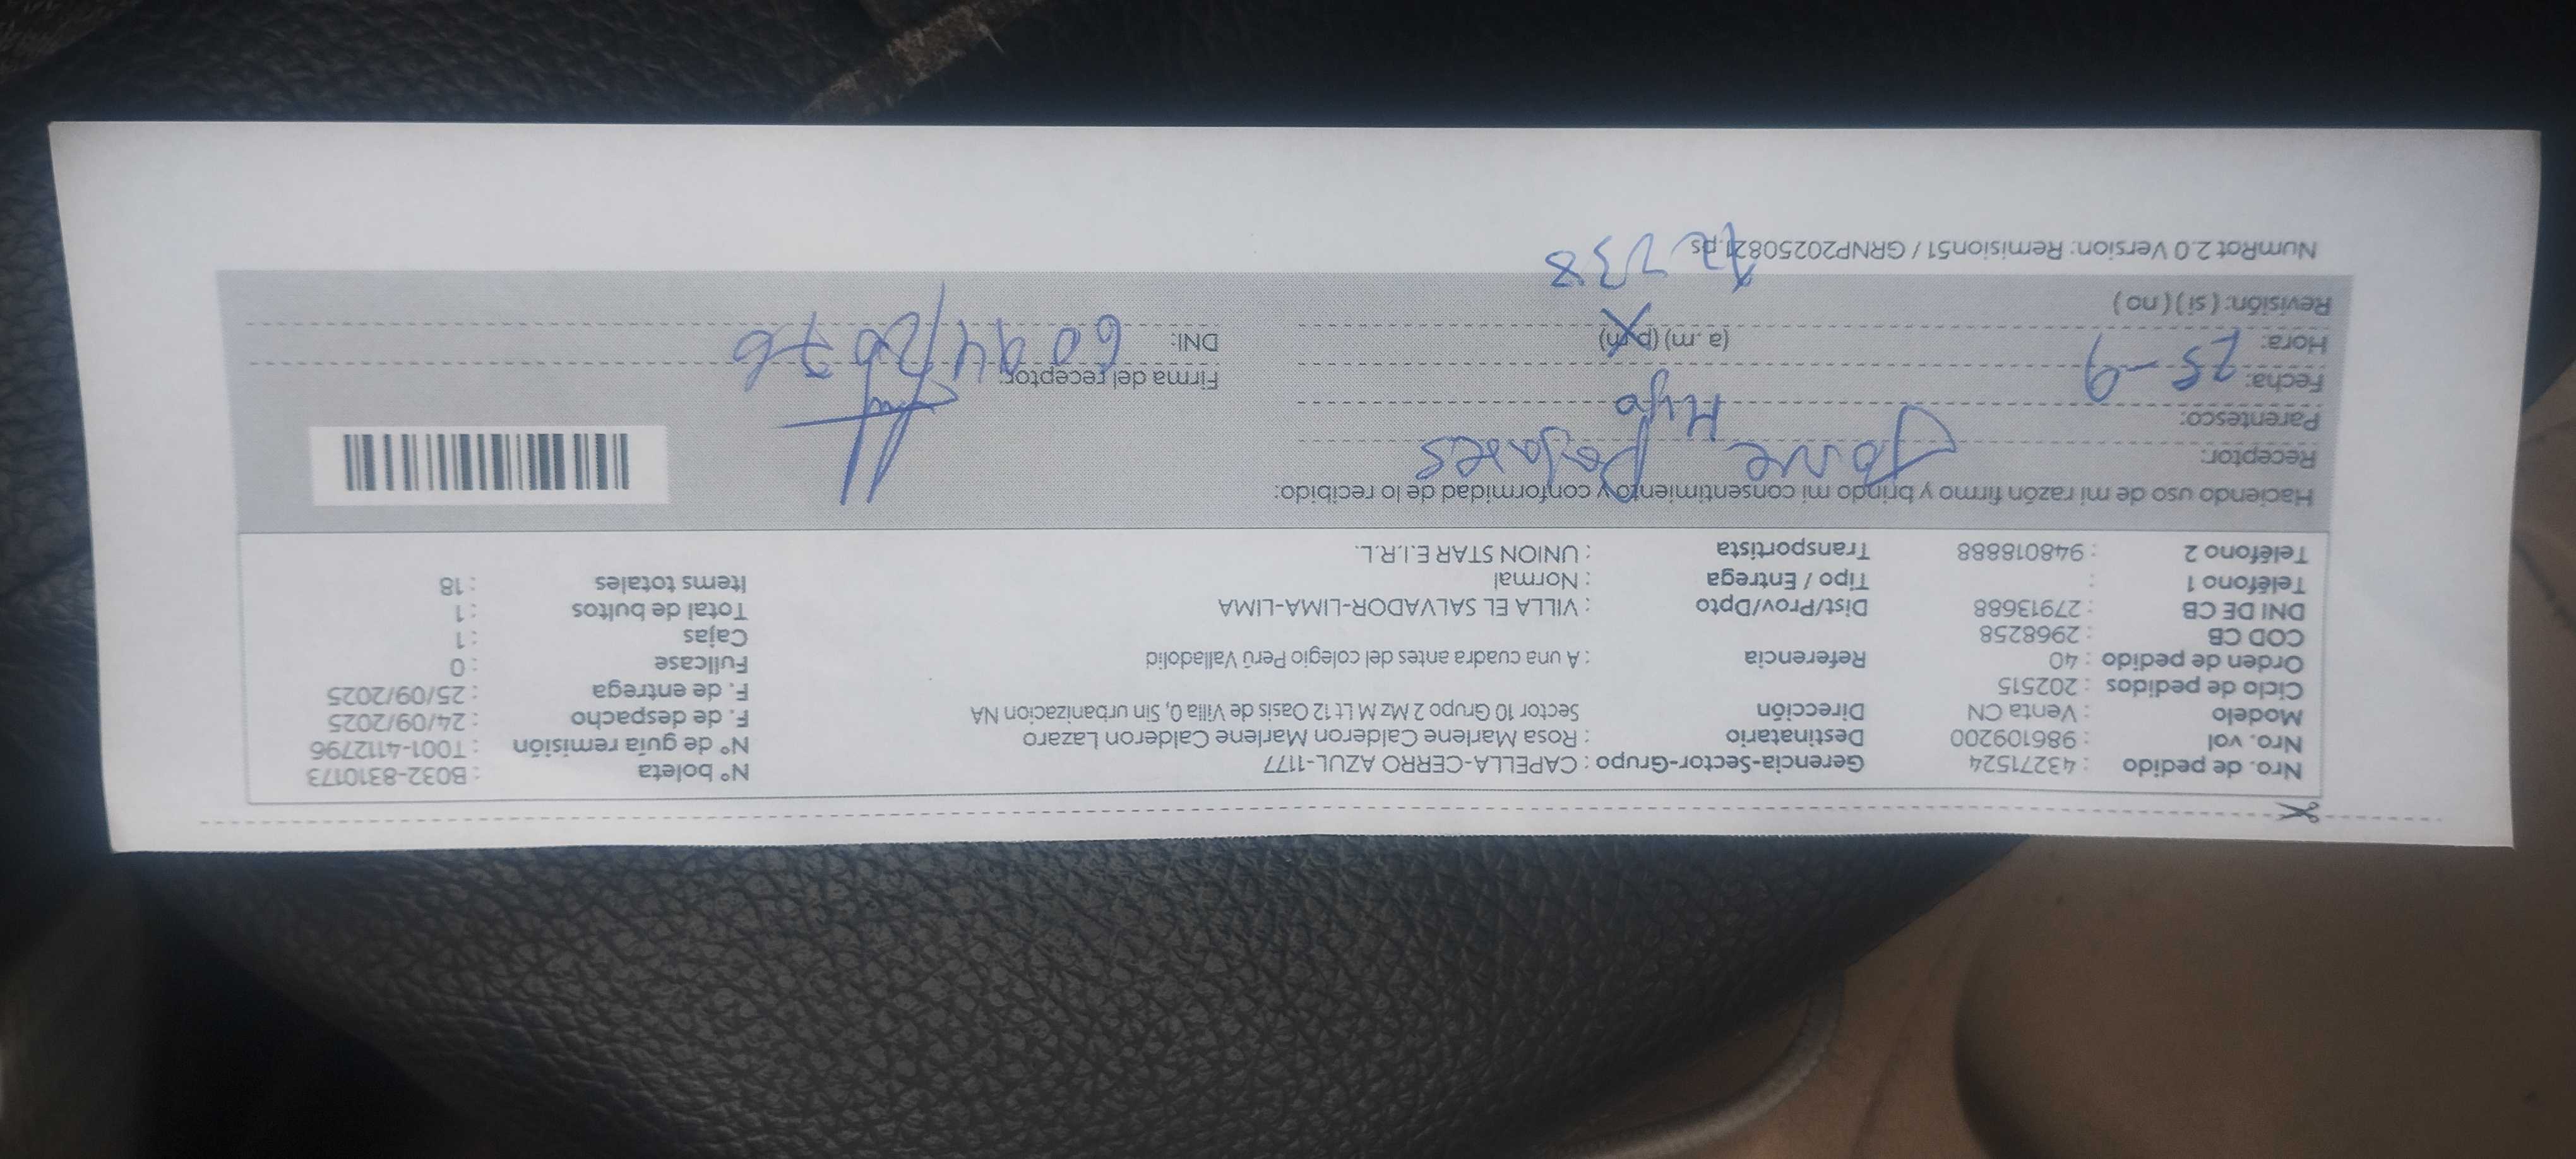 Nro. de pedido : 43271524 Gerencia-Sector-Grupo : CAPELLA-CERRO AZUL-1177 N° boleta : B032-8310173
Nro. vol : 986109200 Destinatario : Rosa Marlene Calderon Marlene Calderon Lazaro N° de guía remisión : T001-4112796
Modelo : Venta CN Dirección Sector 10 Grupo 2 Mz M Lt 12 Oasis de Villa 0, Sin urbanizacion NA F. de despacho : 24/09/2025
Ciclo de pedidos : 202515 F. de entrega : 25/09/2025
Orden de pedido : 40 Referencia : A una cuadra antes del colegio Perú Valladolid Fullcase : 0
COD CB : 2968258 Cajas : 1
DNI DE CB : 27913688 Dist/Prov/Dpto : VILLA EL SALVADOR-LIMA-LIMA Total de bultos : 1
Teléfono 1 : Tipo / Entrega : Normal Items totales : 18
Teléfono 2 : 948018888 Transportista : UNION STAR E.I.R.L.
Haciendo uso de mi razón firmo y brindo mi consentimiento y conformidad de lo recibido:
Receptor: Pajares
Parentesco: Hijo
Fecha: 25-9 Firma del receptor:
Hora: (a .m) (p.m) DNI:
Revisión: ( si ) ( no )
NumRot 2.0 Version: Remision51 / GRNP20250821.ps